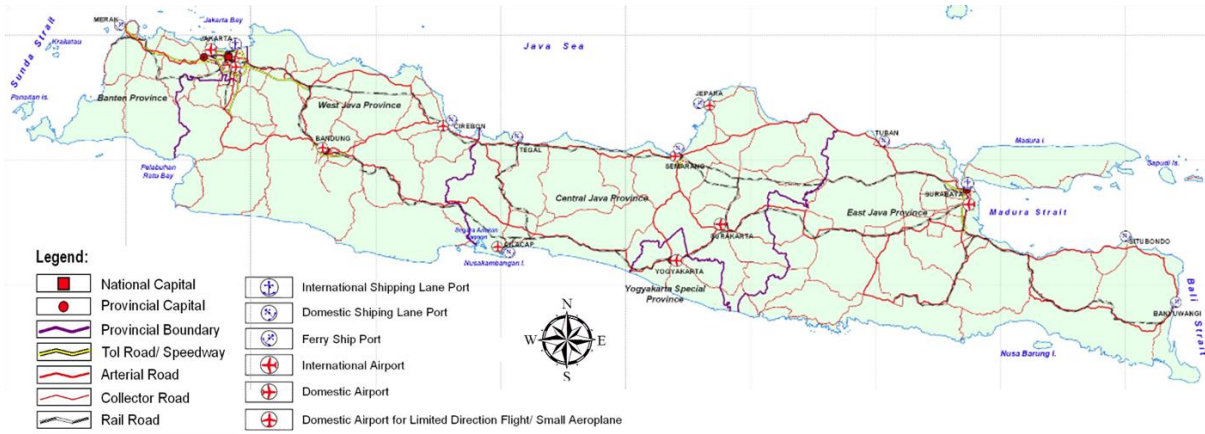 Sunda Strait
MERAK
Krakatau
Panaitan Is.
Jakarta Bay
JAKARTA
Banten Province
Pelabuhan
Ratu Bay
West Java Province
BANDUNG
CIREBON
TEGAL
Java Sea
Segara Anakan
Lagoon
CILACAP
Nusakambangan I.
Central Java Province
SEMARANG
JEPARA
SURAKARTA
YOGYAKARTA
Yogyakarta Special
Province
TUBAN
East Java Province
SURABAYA
Madura I.
Sapudi Is.
Madura Strait
SITUBONDO
BANYUWANGI
Bali Strait
Nusa Barung I.
Legend:
National Capital
Provincial Capital
Provincial Boundary
Tol Road/ Speedway
Arterial Road
Collector Road
Rail Road
International Shipping Lane Port
Domestic Shiping Lane Port
Ferry Ship Port
International Airport
Domestic Airport
Domestic Airport for Limited Direction Flight/ Small Aeroplane
N
W E
S